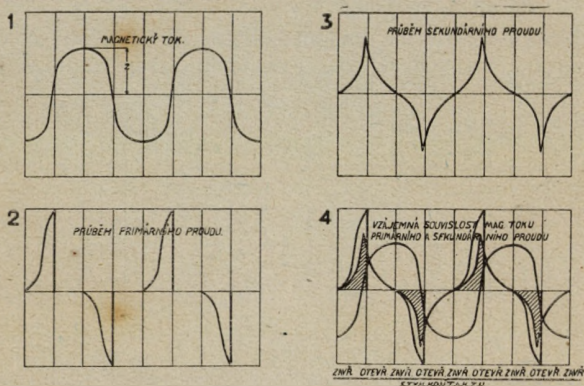 1
MAGNETICKÝ TOK.
Z
3
PRŮBĚH SEKUNDÁRNÍHO PROUDU
2
PRŮBĚH PRIMÁRNÍHO PROUDU.
4
VZÁJEMNÁ SOUVISLOST MAG. TOKU
PRIMÁRNÍHO A SEKUNDÁRNÍHO PROUDU
ZAVŘ. OTEVŘ. ZAVŘ. OTEVŘ. ZAVŘ. OTEVŘ. ZAVŘ. OTEVŘ. ZAVŘ.